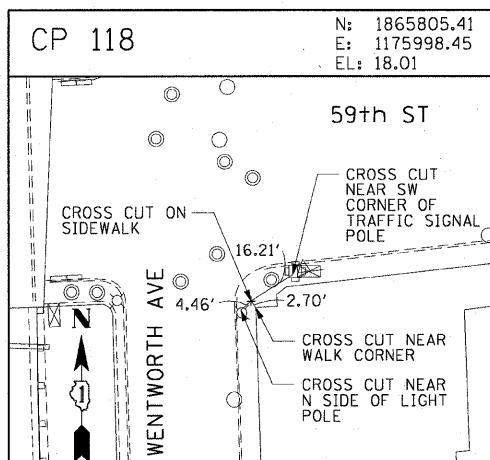 CP 118
N: 1865805.41
E: 1175998.45
EL: 18.01
59th ST
CROSS CUT
NEAR SW
CORNER OF
TRAFFIC SIGNAL
POLE
CROSS CUT ON
SIDEWALK
16.21'
4.46'
2.70'
WENTWORTH AVE
N
1
CROSS CUT NEAR
WALK CORNER
CROSS CUT NEAR
N SIDE OF LIGHT
POLE